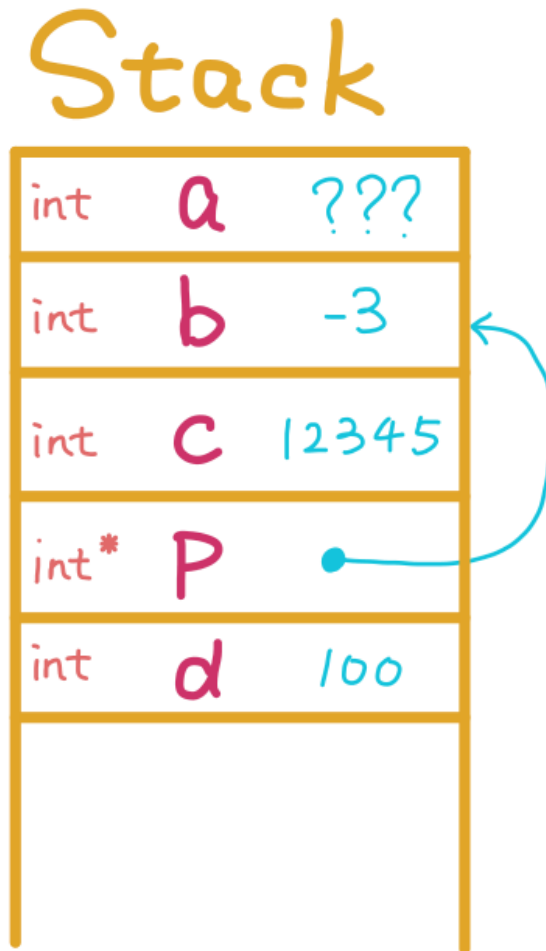 Stack
int a ???
int b -3
int c 12345
int* p
int d 100